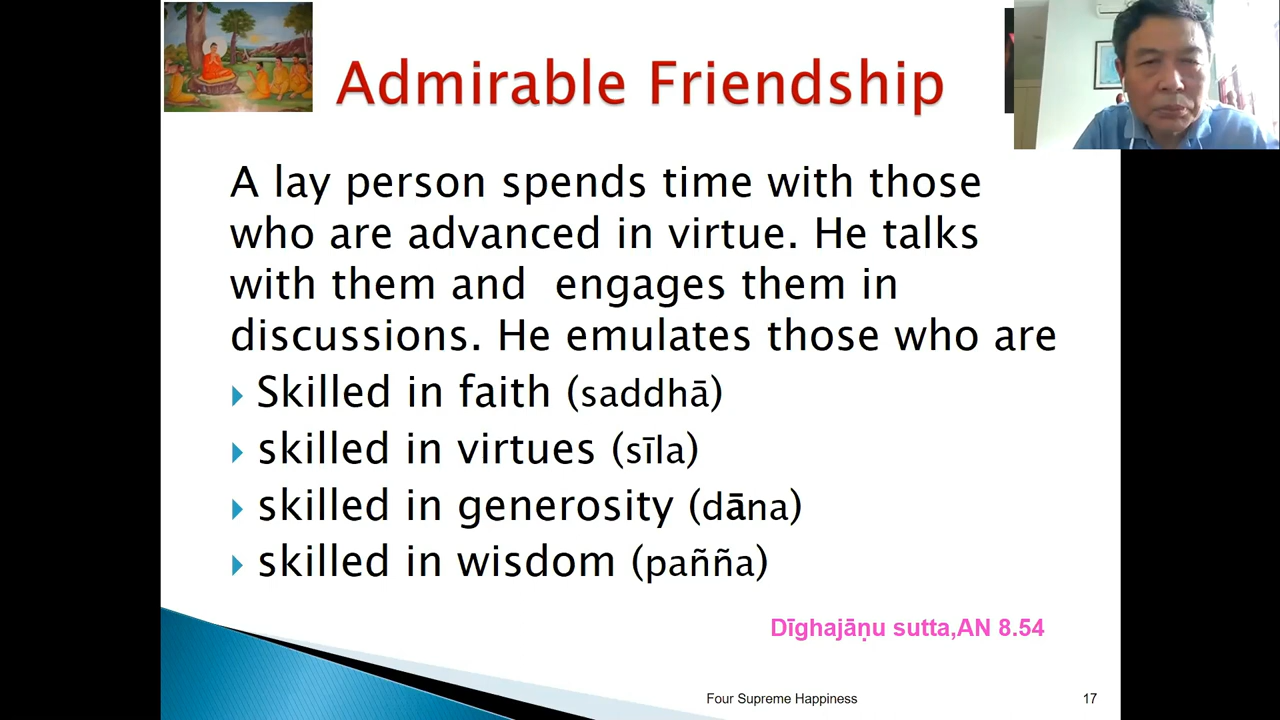 Admirable Friendship
A lay person spends time with those
who are advanced in virtue. He talks
with them and  engages them in
discussions. He emulates those who are
Skilled in faith (saddhā)
skilled in virtues (sīla)
skilled in generosity (dāna)
skilled in wisdom (pañña)
Dīghajāṇu sutta,AN 8.54
Four Supreme Happiness
17